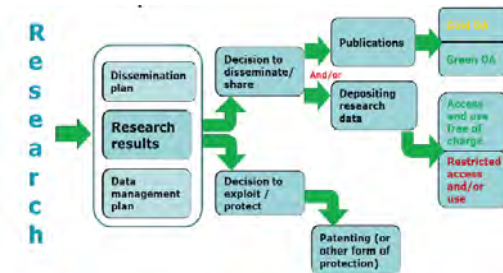 Research
Dissemination
plan
Research
results
Data
management
plan
Decision to
disseminate/
share
And/or
Decision to
exploit /
protect
Publications
Depositing
research
data
Patenting (or
other form of
protection)
Gold OA
Green OA
Access
and use
free of
charge
Restricted
access
and/or
use